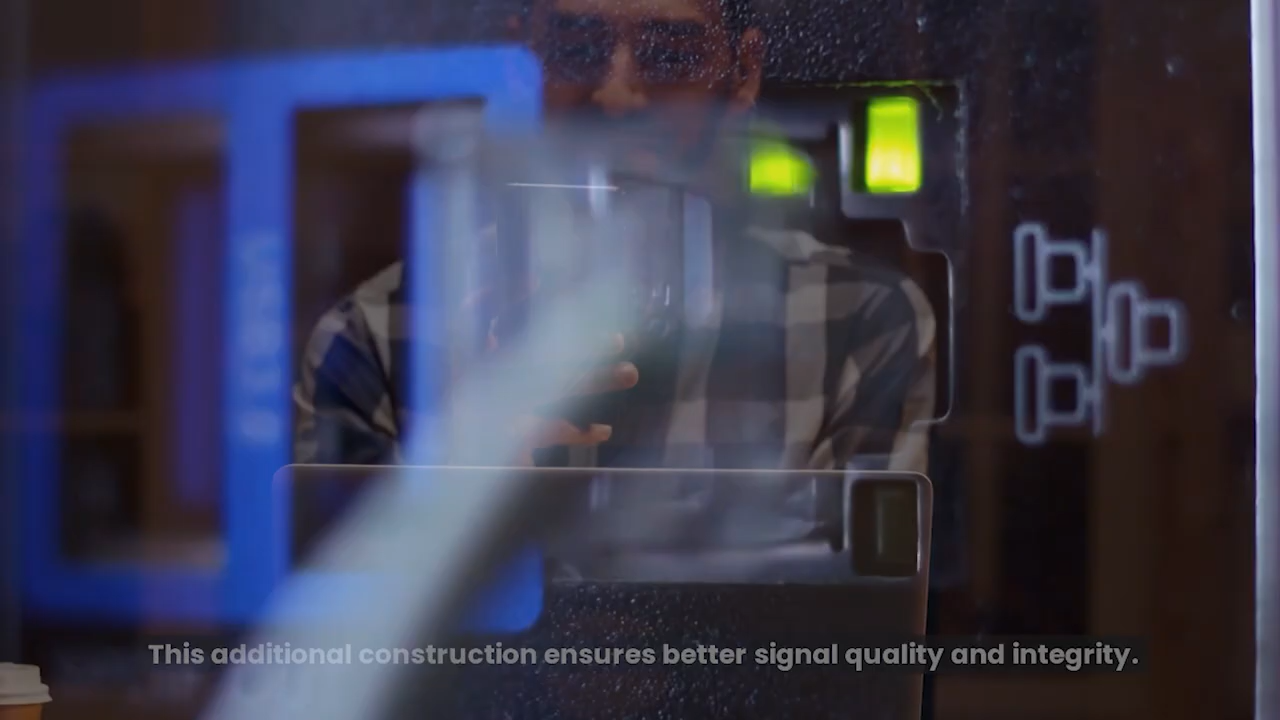 This additional construction ensures better signal quality and integrity.